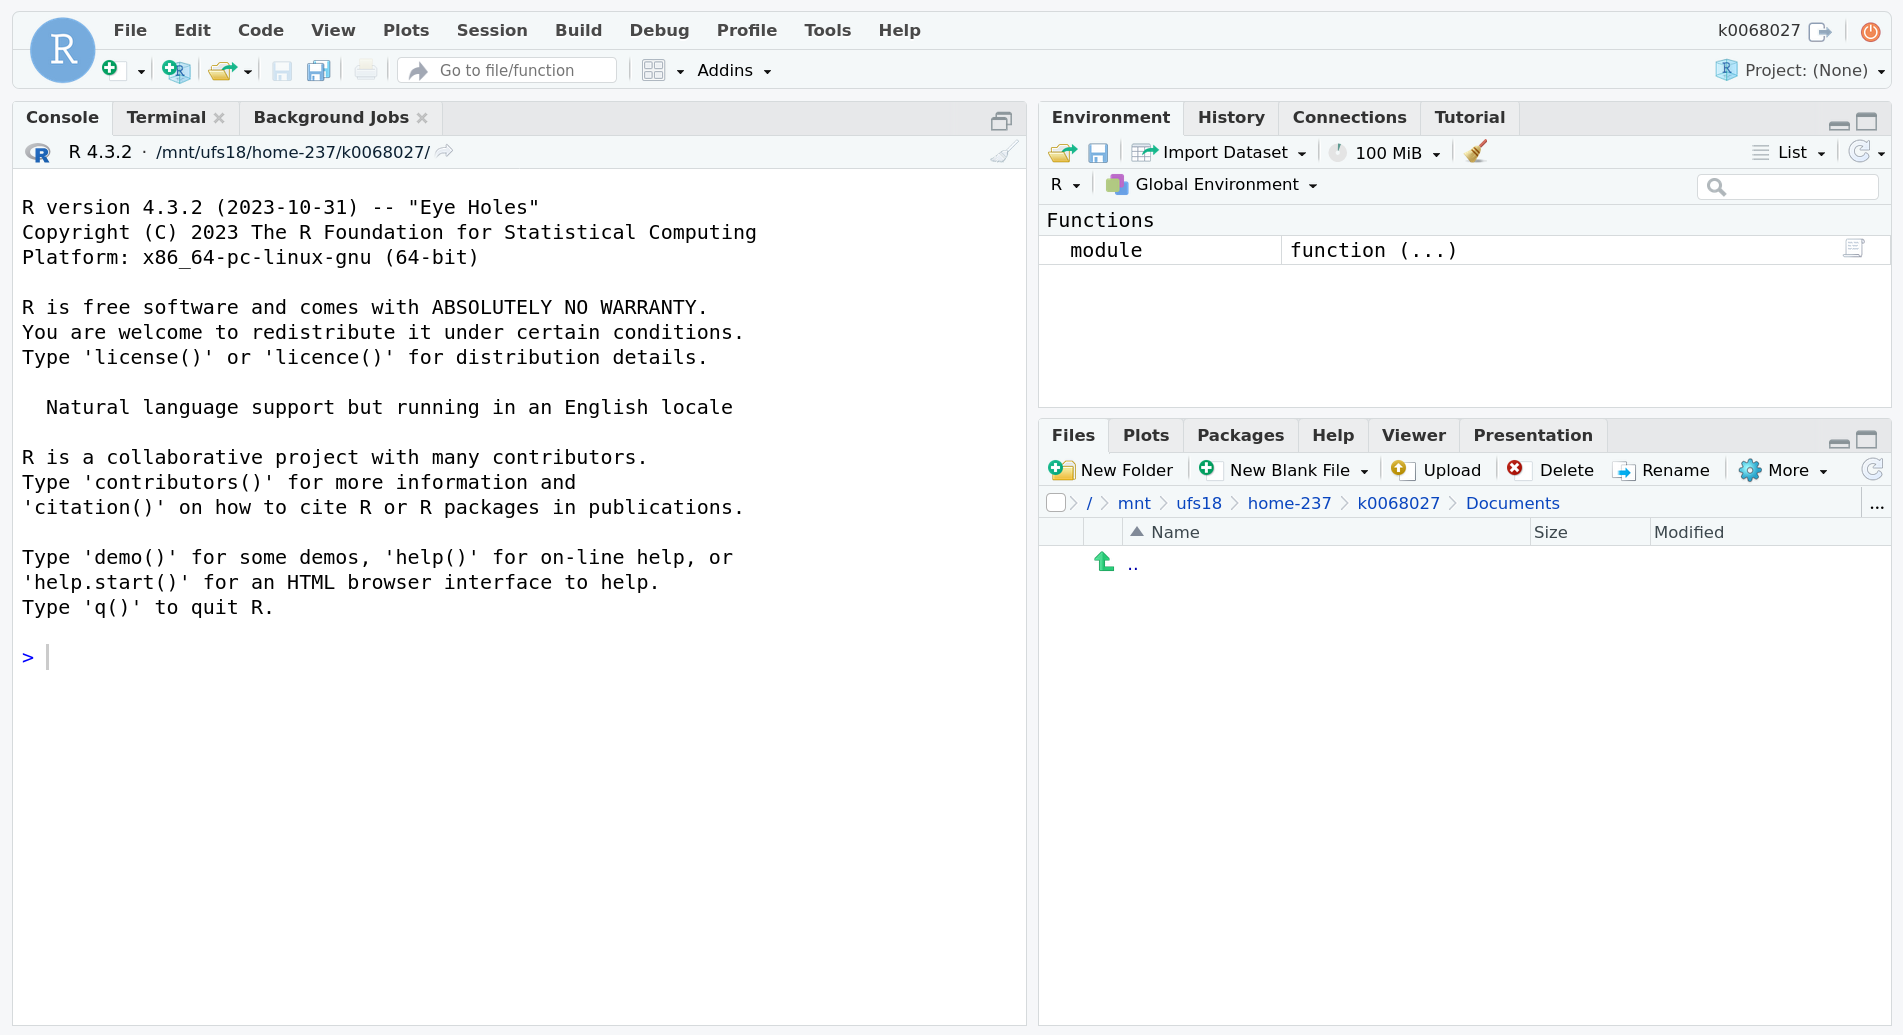 File Edit Code View Plots Session Build Debug Profile Tools Help
k0068027
R
Go to file/function
Addins
Project: (None)
Console Terminal Background Jobs
R 4.3.2 · /mnt/ufs18/home-237/k0068027/
R version 4.3.2 (2023-10-31) -- "Eye Holes"
Copyright (C) 2023 The R Foundation for Statistical Computing
Platform: x86_64-pc-linux-gnu (64-bit)
R is free software and comes with ABSOLUTELY NO WARRANTY.
You are welcome to redistribute it under certain conditions.
Type 'license()' or 'licence()' for distribution details.
Natural language support but running in an English locale
R is a collaborative project with many contributors.
Type 'contributors()' for more information and
'citation()' on how to cite R or R packages in publications.
Type 'demo()' for some demos, 'help()' for on-line help, or
'help.start()' for an HTML browser interface to help.
Type 'q()' to quit R.
>
Environment History Connections Tutorial
Import Dataset 100 MiB List
R Global Environment
Functions
module function (...)
Files Plots Packages Help Viewer Presentation
New Folder New Blank File Upload Delete Rename More
/ mnt ufs18 home-237 k0068027 Documents ...
Name Size Modified
..